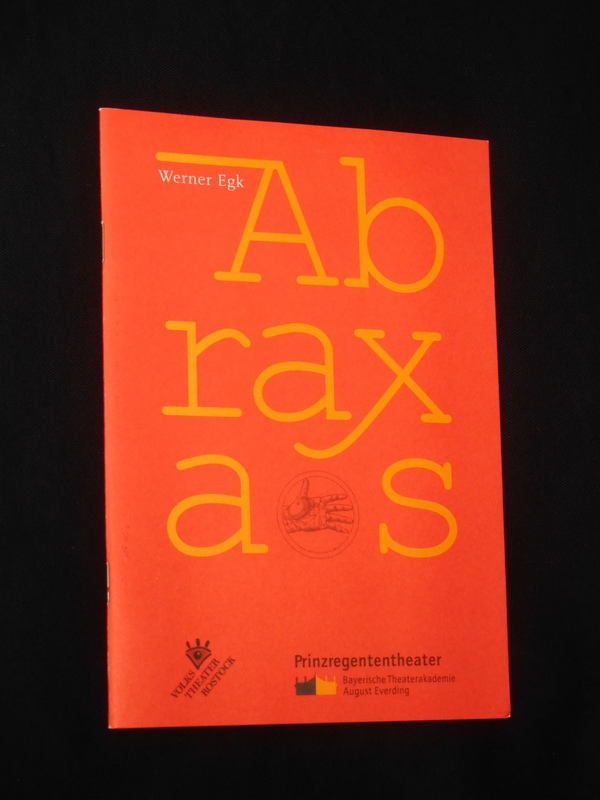 Werner Egk
Ab
rax
a s
VOLKS
THEATER
ROSTOCK
Prinzregententheater
Bayerische Theaterakademie
August Everding